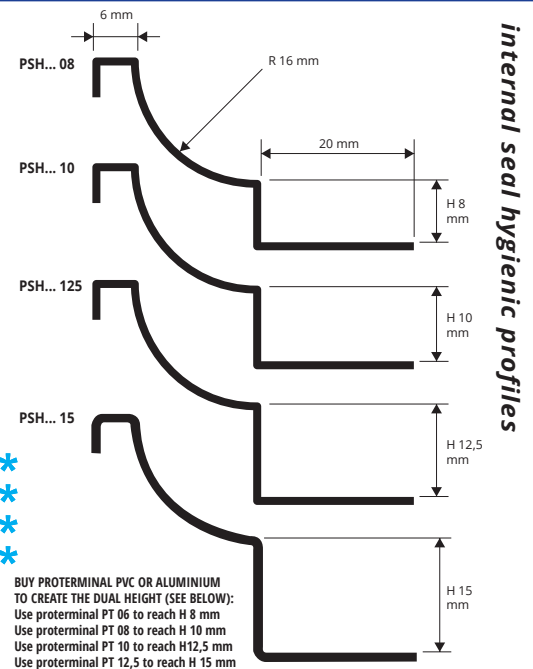 6 mm
PSH... 08
R 16 mm
20 mm
H 8
mm
PSH... 10
H 10
mm
PSH... 125
H 12,5
mm
PSH... 15
H 15
mm
internal seal hygienic profiles
*
*
*
*
BUY PROTERMINAL PVC OR ALUMINIUM
TO CREATE THE DUAL HEIGHT (SEE BELOW):
Use proterminal PT 06 to reach H 8 mm
Use proterminal PT 08 to reach H 10 mm
Use proterminal PT 10 to reach H12,5 mm
Use proterminal PT 12,5 to reach H 15 mm